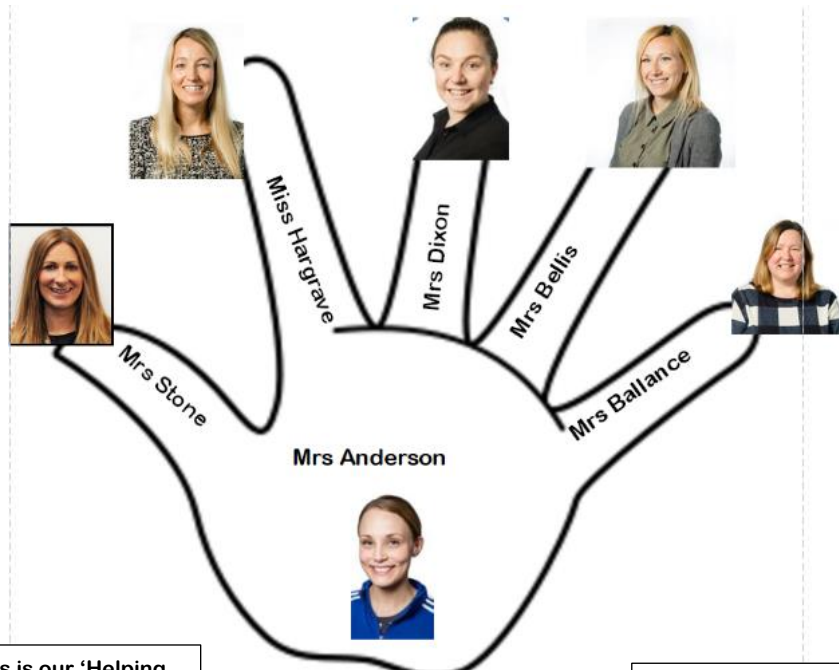 Miss Hargrave
Mrs Dixon
Mrs Bellis
Mrs Stone
Mrs Ballance
Mrs Anderson
s is our ‘Helping